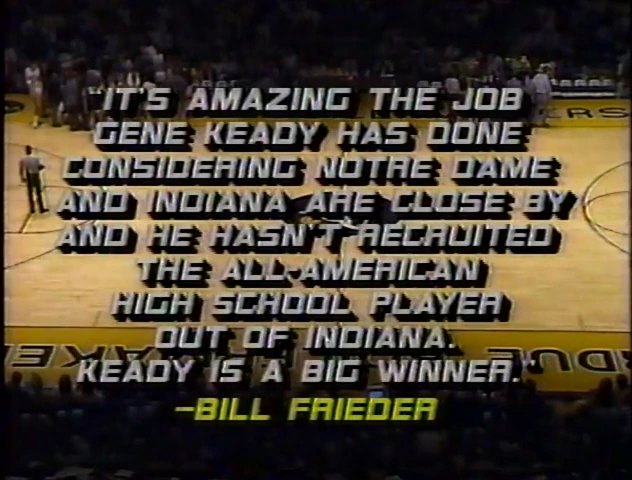 IT'S AMAZING THE JOB
GENE KEADY HAS DONE
CONSIDERING NOTRE DAME
AND INDIANA ARE CLOSE BY
AND HE HASN'T RECRUITED
THE ALL-AMERICAN
HIGH SCHOOL PLAYER
OUT OF INDIANA.
KEADY IS A BIG WINNER.
-BILL FRIEDER